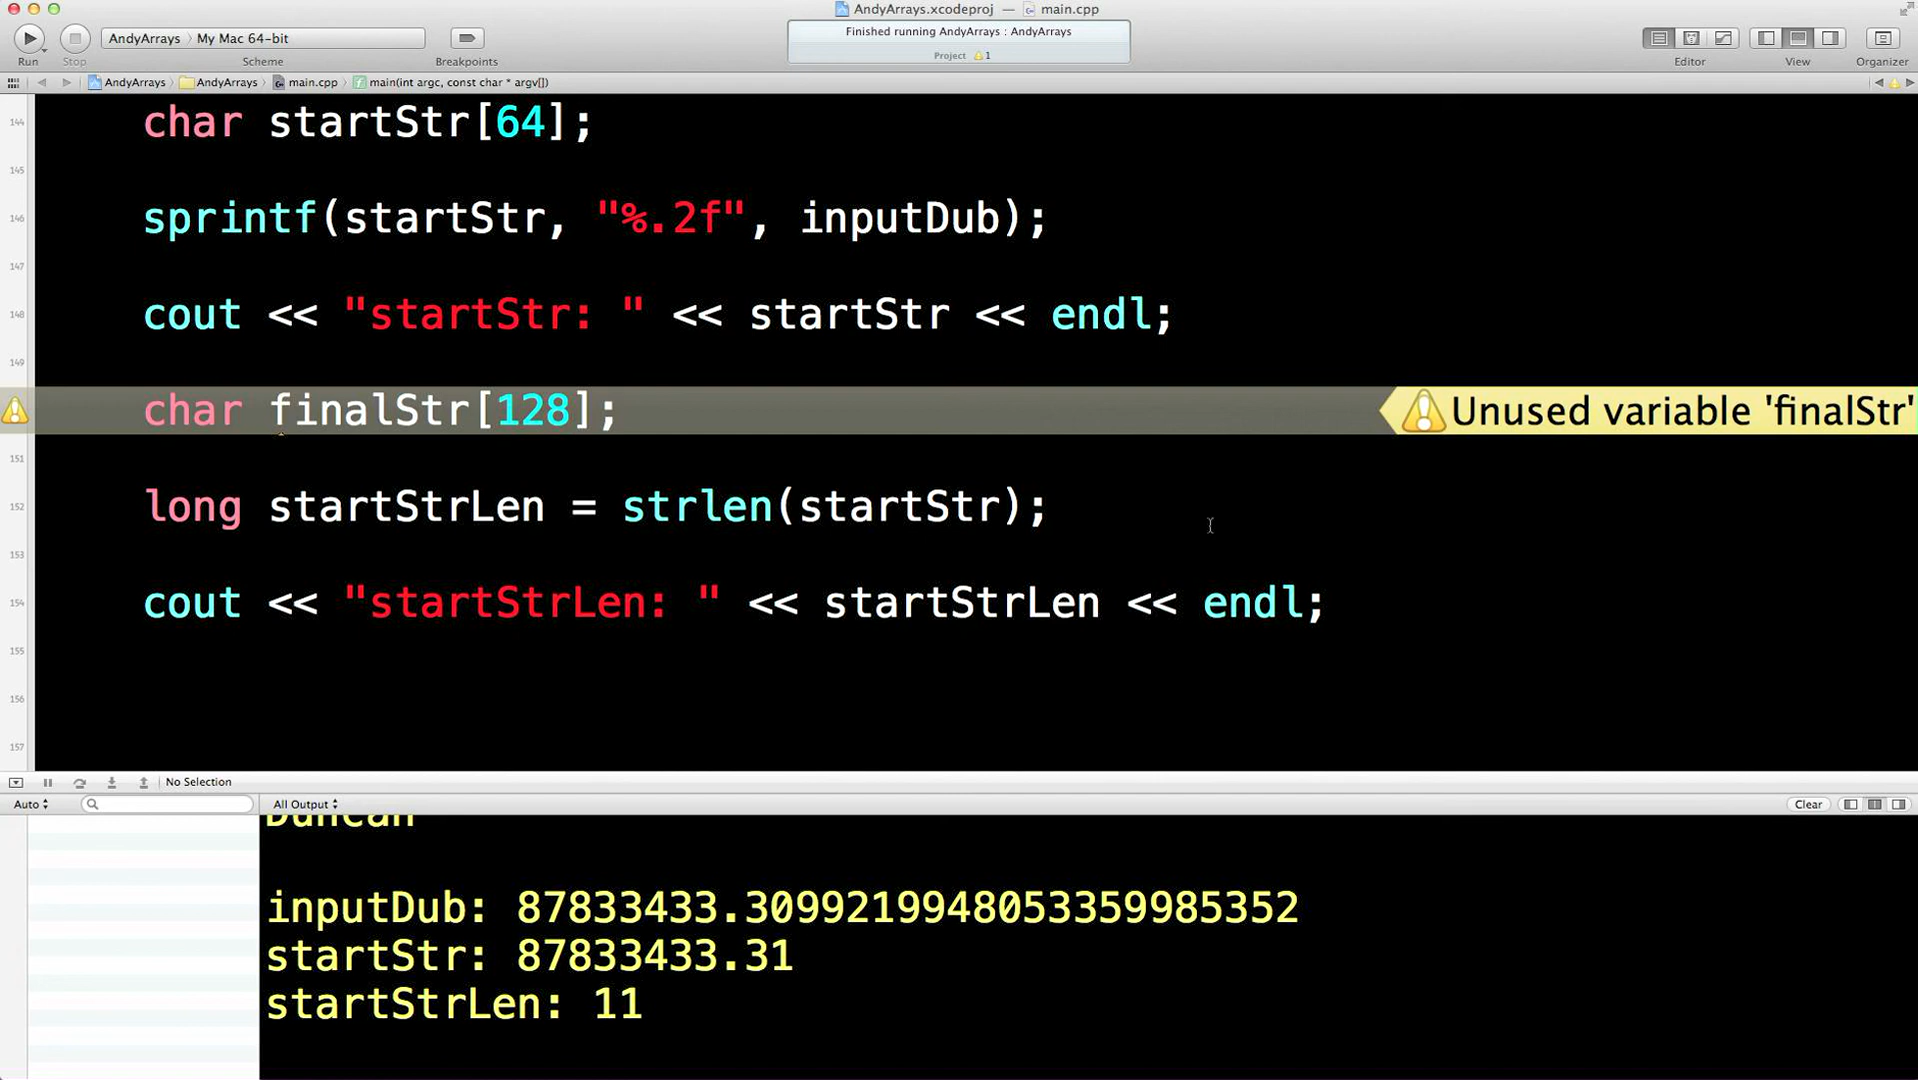 AndyArrays.xcodeproj — main.cpp
AndyArrays My Mac 64-bit
Finished running AndyArrays : AndyArrays
Project 1
Run Stop Scheme Breakpoints Editor View Organizer
AndyArrays AndyArrays main.cpp main(int argc, const char * argv[])
144 char startStr[64];
145
146 sprintf(startStr, "%.2f", inputDub);
147
148 cout << "startStr: " << startStr << endl;
149
char finalStr[128]; Unused variable 'finalStr'
151
152 long startStrLen = strlen(startStr);
153
154 cout << "startStrLen: " << startStrLen << endl;
155
156
157
No Selection
Auto All Output Clear
Duncan
inputDub: 87833433.3099219948053359985352
startStr: 87833433.31
startStrLen: 11